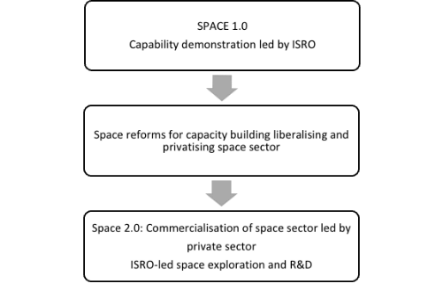 SPACE 1.0
Capability demonstration led by ISRO
Space reforms for capacity building liberalising and
privatising space sector
Space 2.0: Commercialisation of space sector led by
private sector
ISRO-led space exploration and R&D